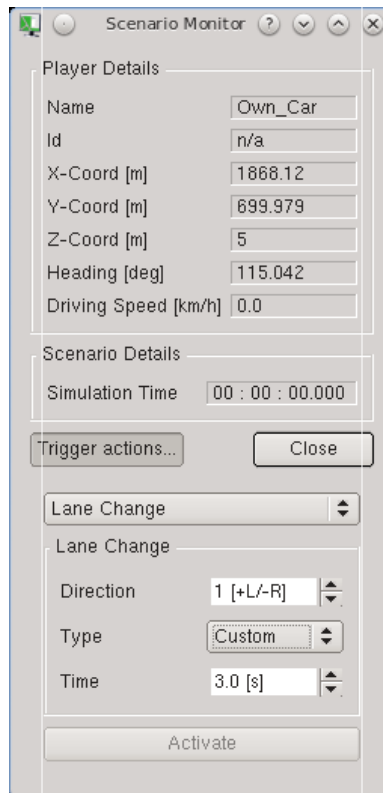 Scenario Monitor ?
Player Details
Name Own_Car
Id n/a
X-Coord [m] 1868.12
Y-Coord [m] 699.979
Z-Coord [m] 5
Heading [deg] 115.042
Driving Speed [km/h] 0.0
Scenario Details
Simulation Time 00 : 00 : 00.000
Trigger actions... Close
Lane Change
Lane Change
Direction 1 [+L/-R]
Type Custom
Time 3.0 [s]
Activate